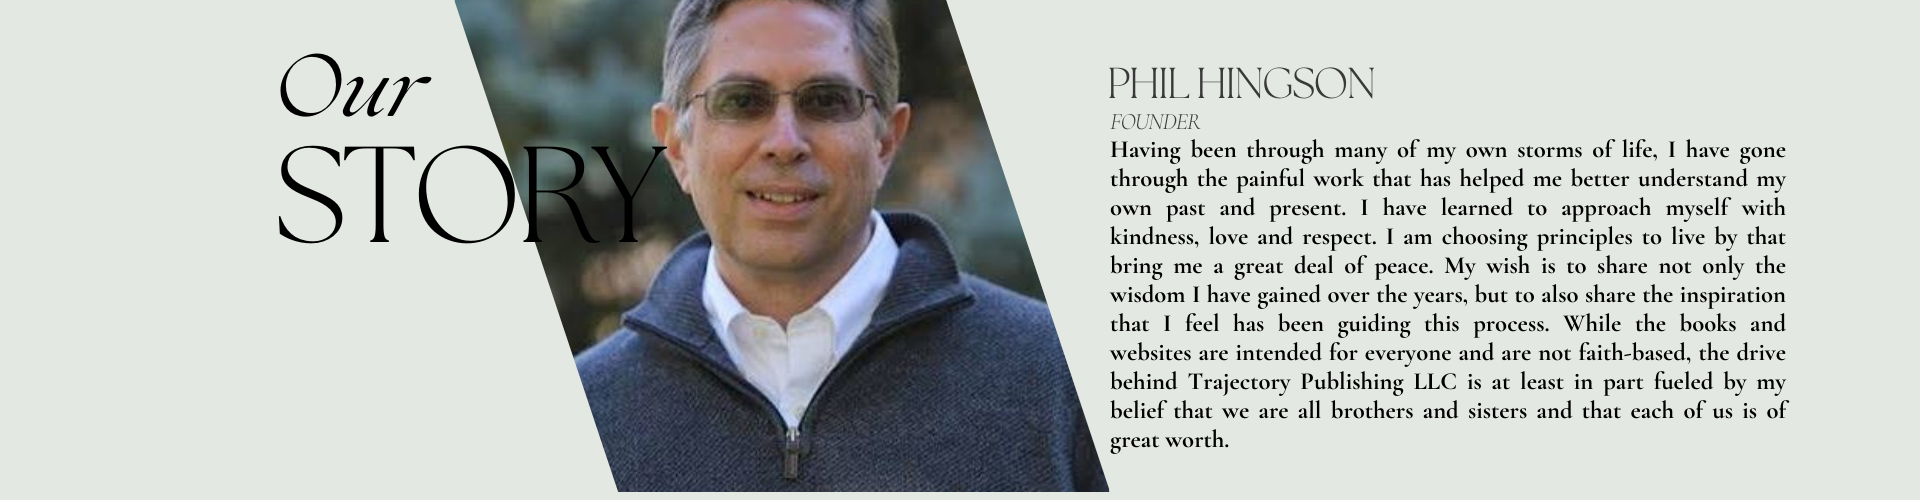 Our
STORY
PHIL HINGSON
FOUNDER
Having been through many of my own storms of life, I have gone
through the painful work that has helped me better understand my
own past and present. I have learned to approach myself with
kindness, love and respect. I am choosing principles to live by that
bring me a great deal of peace. My wish is to share not only the
wisdom I have gained over the years, but to also share the inspiration
that I feel has been guiding this process. While the books and
websites are intended for everyone and are not faith-based, the drive
behind Trajectory Publishing LLC is at least in part fueled by my
belief that we are all brothers and sisters and that each of us is of
great worth.